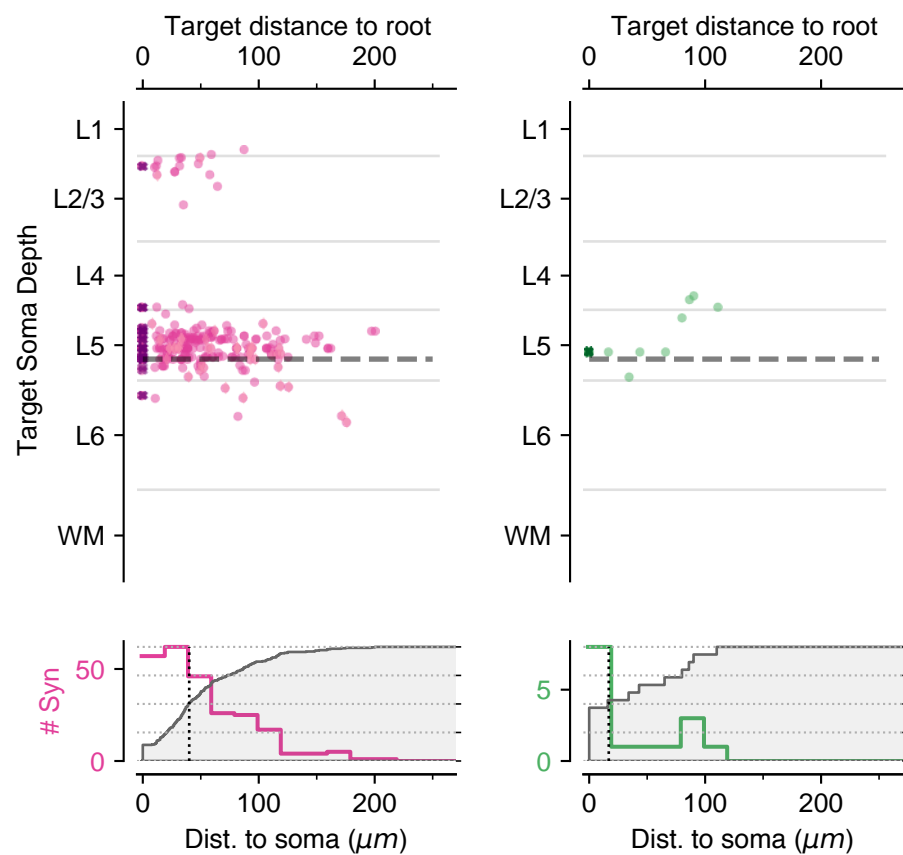 Target distance to root
0 100 200
Target distance to root
0 100 200
Target Soma Depth
L1
L2/3
L4
L5
L6
WM
L1
L2/3
L4
L5
L6
WM
# Syn
50
0
5
0
0 100 200
Dist. to soma (μm)
0 100 200
Dist. to soma (μm)